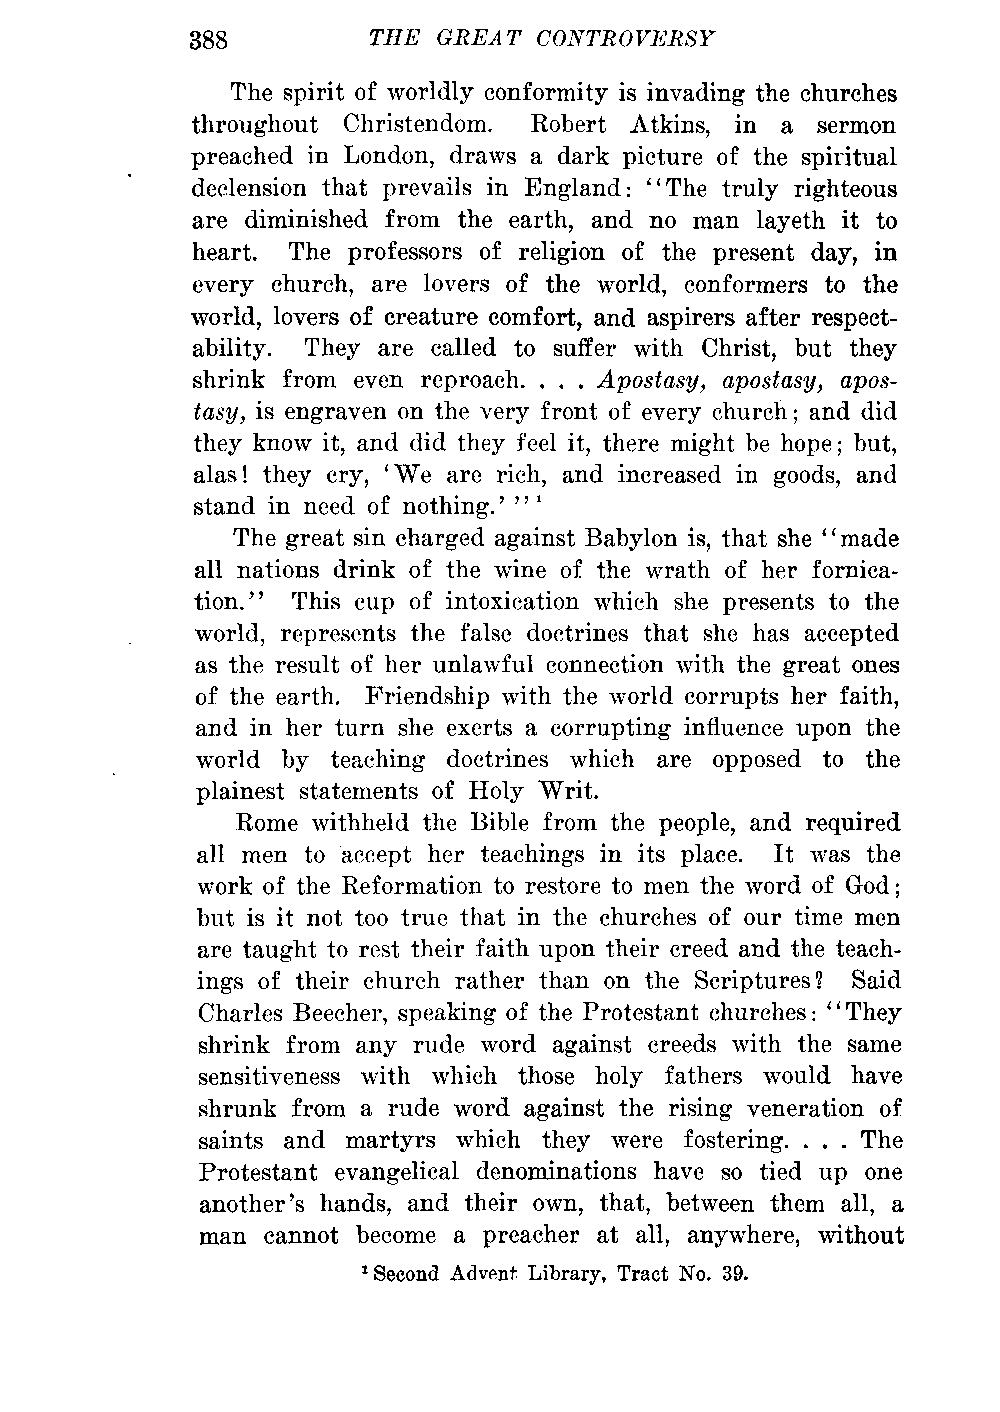 388 THE GREAT CONTROVERSY
The spirit of worldly conformity is invading the churches
throughout Christendom. Robert Atkins, in a sermon
preached in London, draws a dark picture of the spiritual
declension that prevails in England: "The truly righteous
are diminished from the earth, and no man layeth it to
heart. The professors of religion of the present day, in
every church, are lovers of the world, conformers to the
world, lovers of creature comfort, and aspirers after respect-
ability. They are called to suffer with Christ, but they
shrink from even reproach. . . . Apostasy, apostasy, apos-
tasy, is engraven on the very front of every church; and did
they know it, and did they feel it, there might be hope; but,
alas! they cry, 'We are rich, and increased in goods, and
stand in need of nothing.' "¹
The great sin charged against Babylon is, that she "made
all nations drink of the wine of the wrath of her fornica-
tion." This cup of intoxication which she presents to the
world, represents the false doctrines that she has accepted
as the result of her unlawful connection with the great ones
of the earth. Friendship with the world corrupts her faith,
and in her turn she exerts a corrupting influence upon the
world by teaching doctrines which are opposed to the
plainest statements of Holy Writ.
Rome withheld the Bible from the people, and required
all men to accept her teachings in its place. It was the
work of the Reformation to restore to men the word of God;
but is it not too true that in the churches of our time men
are taught to rest their faith upon their creed and the teach-
ings of their church rather than on the Scriptures? Said
Charles Beecher, speaking of the Protestant churches: "They
shrink from any rude word against creeds with the same
sensitiveness with which those holy fathers would have
shrunk from a rude word against the rising veneration of
saints and martyrs which they were fostering. . . . The
Protestant evangelical denominations have so tied up one
another's hands, and their own, that, between them all, a
man cannot become a preacher at all, anywhere, without
¹ Second Advent Library, Tract No. 39.